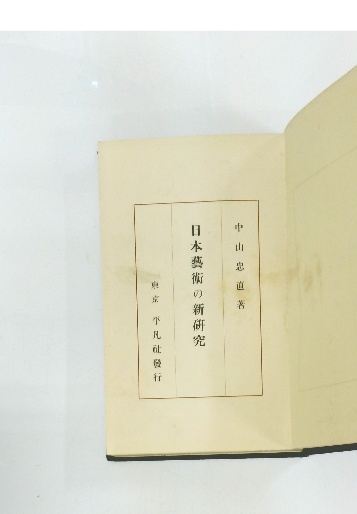 中山忠直著
日本藝術の新研究
東京 平凡社發行